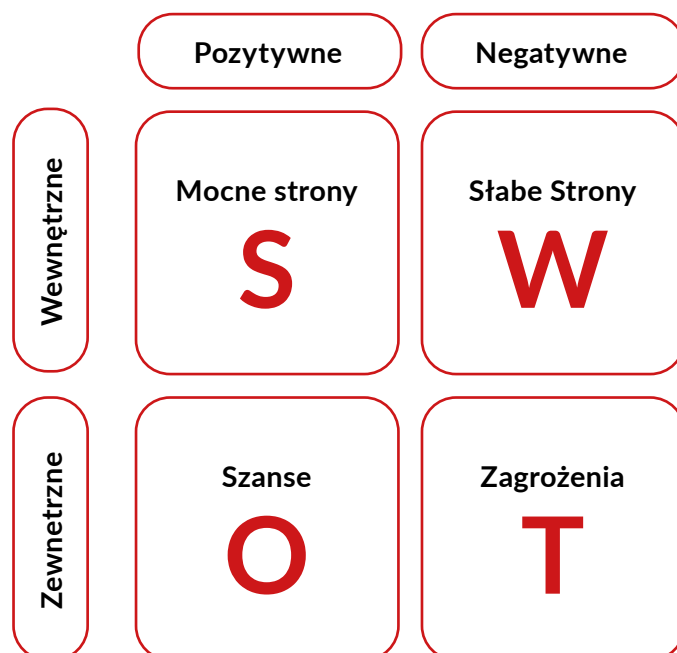 Pozytywne
Negatywne
Wewnętrzne
Mocne strony
S
Słabe Strony
W
Zewnetrzne
Szanse
O
Zagrożenia
T